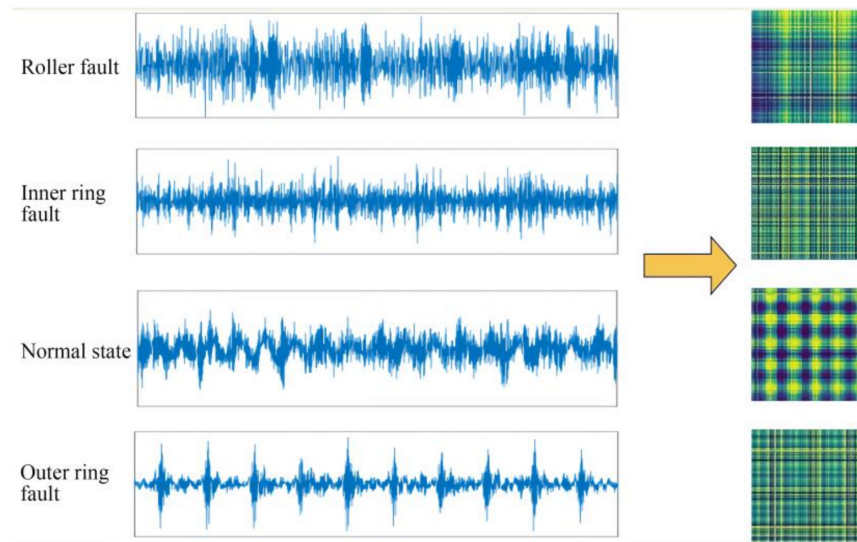 Roller fault
Inner ring
fault
Normal state
Outer ring
fault